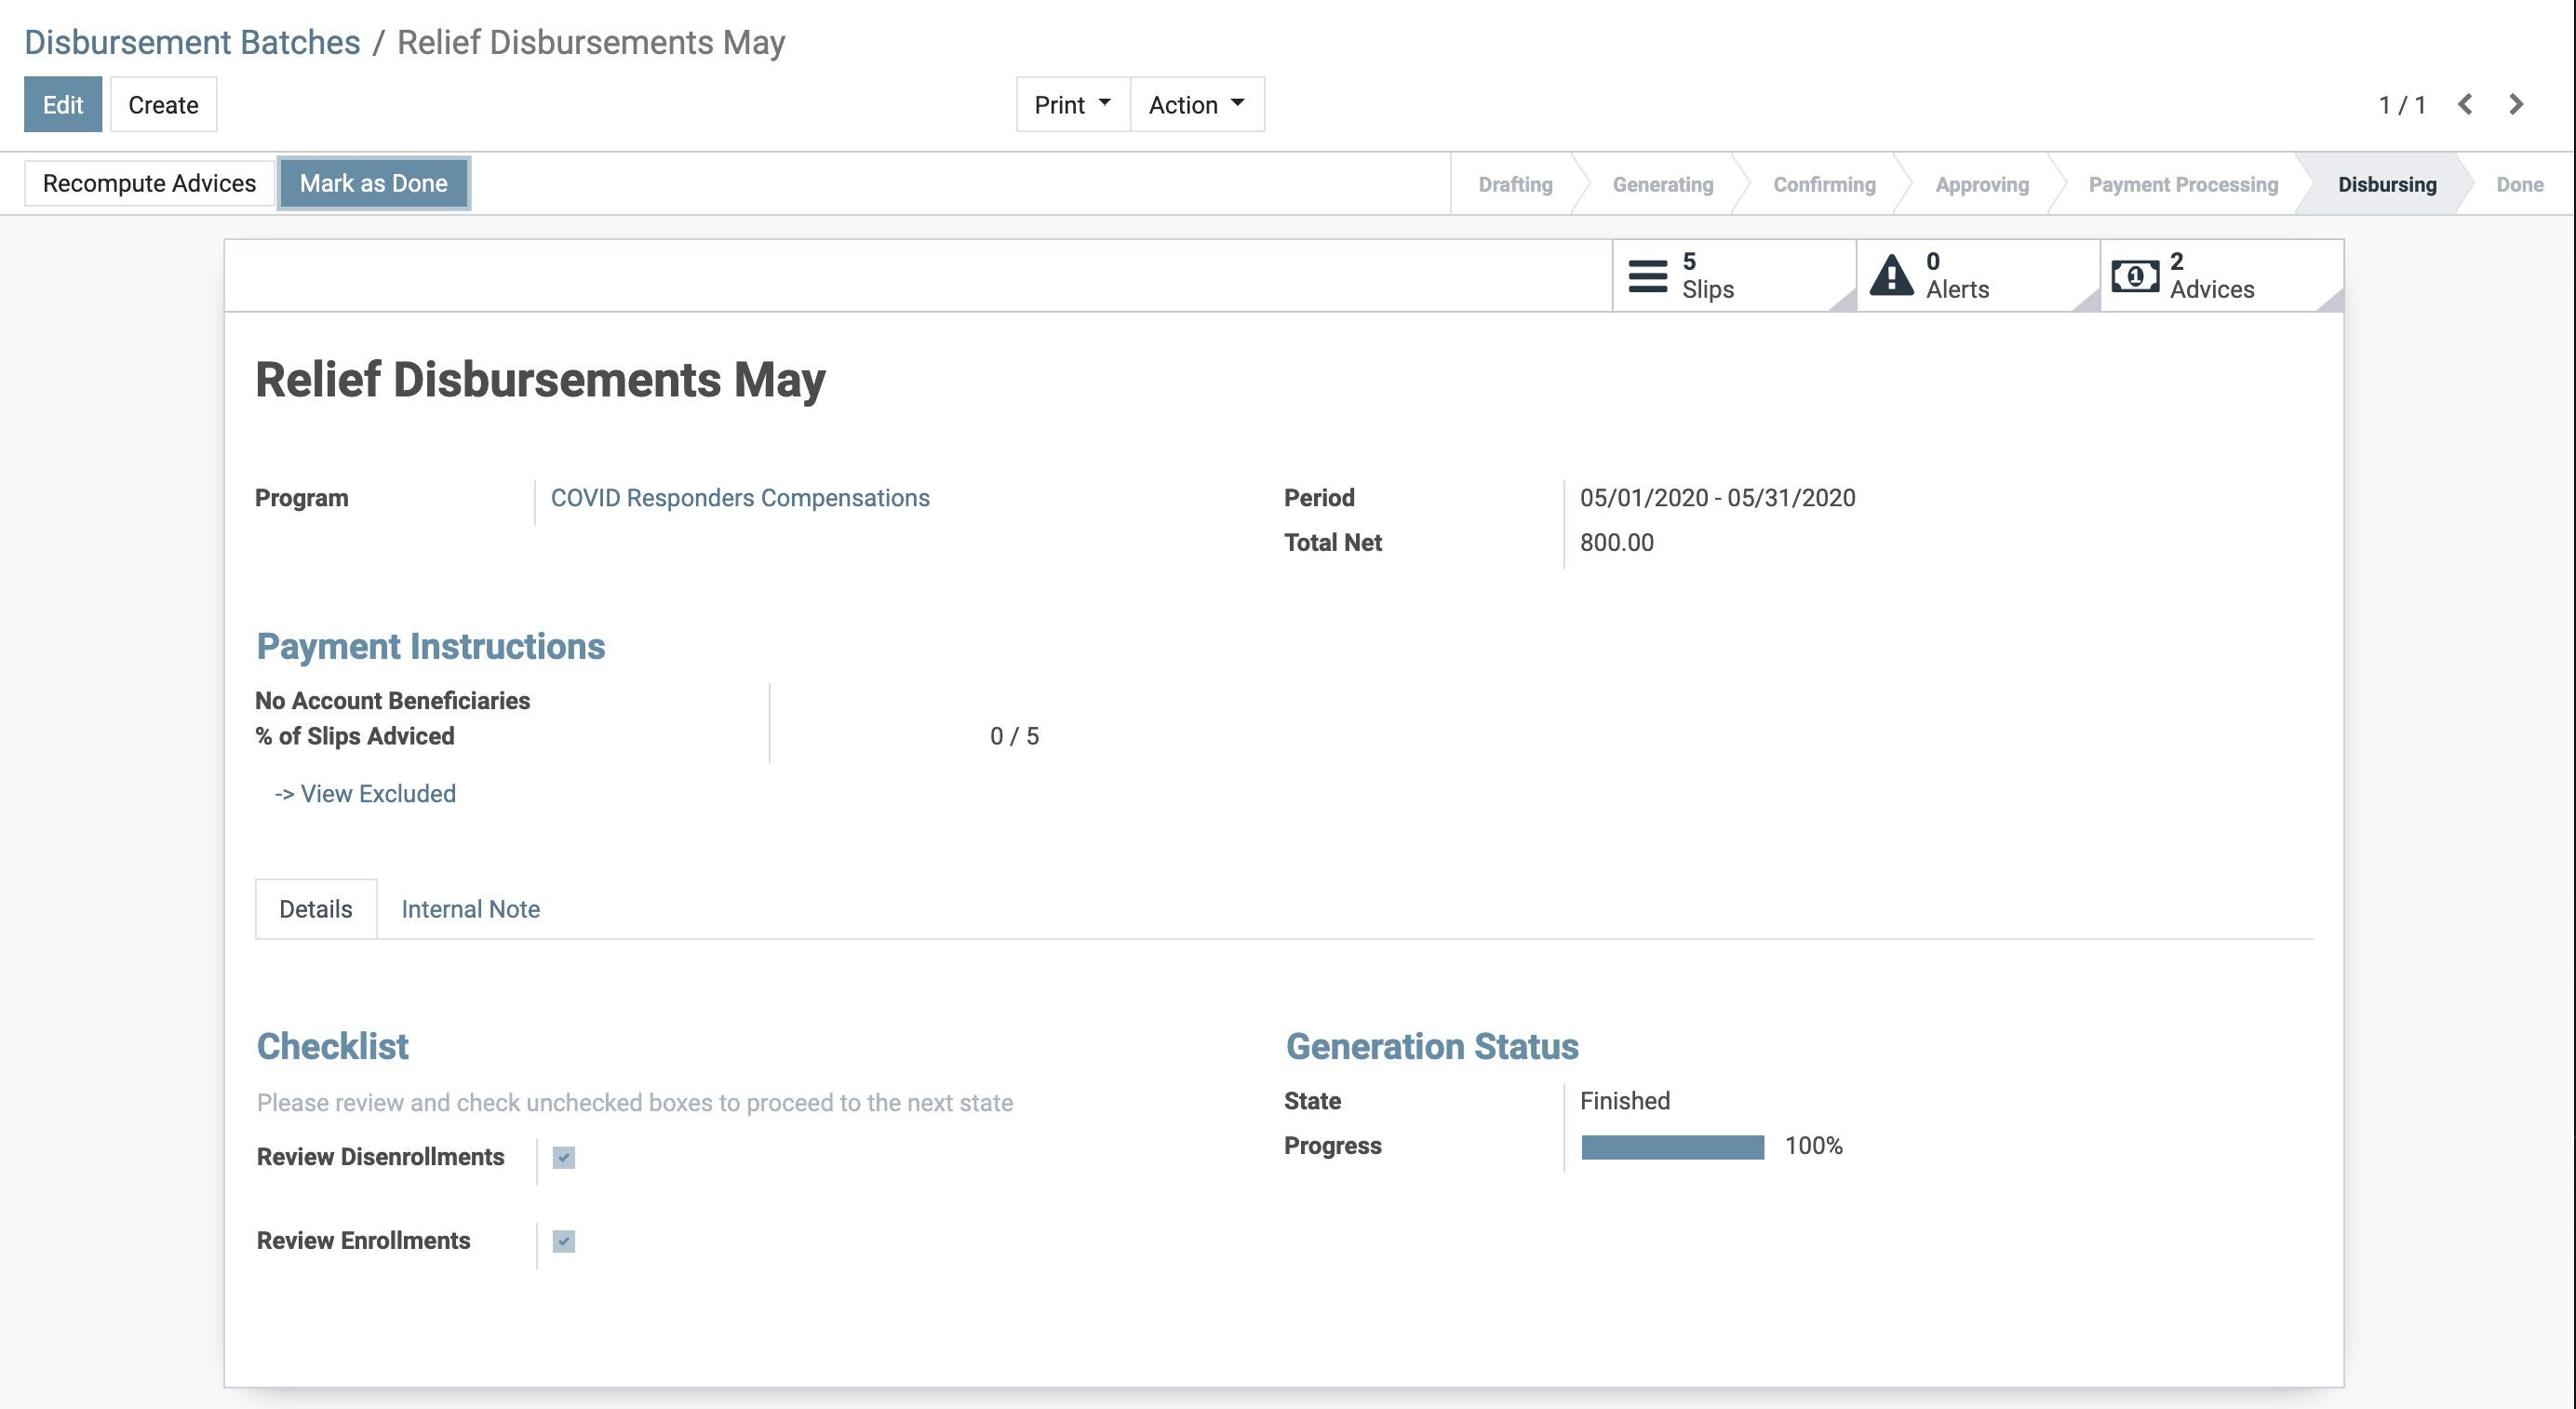 Disbursement Batches / Relief Disbursements May
Edit Create Print Action 1 / 1
Recompute Advices Mark as Done Drafting Generating Confirming Approving Payment Processing Disbursing Done
5 Slips
0 Alerts
2 Advices
Relief Disbursements May
Program COVID Responders Compensations
Period 05/01/2020 - 05/31/2020
Total Net 800.00
Payment Instructions
No Account Beneficiaries
% of Slips Adviced 0 / 5
-> View Excluded
Details Internal Note
Checklist
Please review and check unchecked boxes to proceed to the next state
Review Disenrollments
Review Enrollments
Generation Status
State Finished
Progress 100%